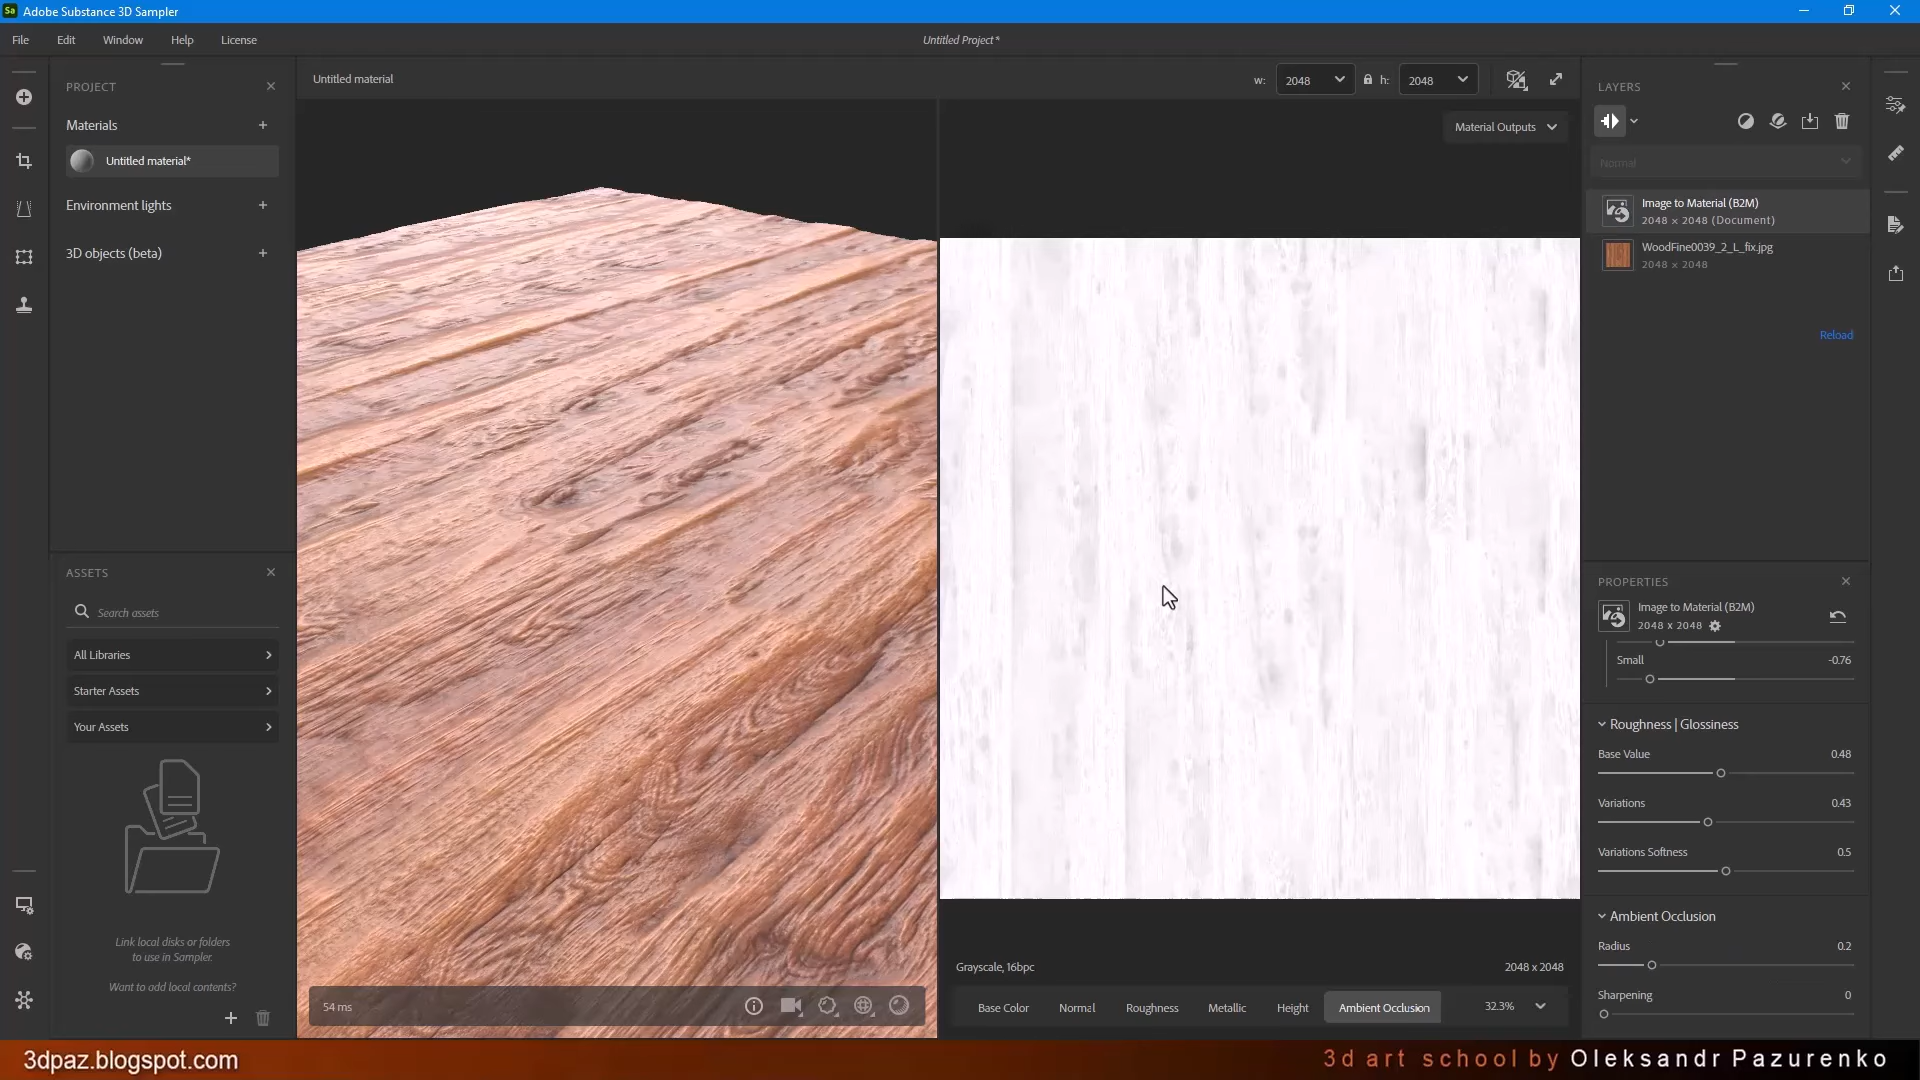 Sa Adobe Substance 3D Sampler
File Edit Window Help License
Untitled Project*
PROJECT
Materials
Untitled material*
Environment lights
3D objects (beta)
ASSETS
Search assets
All Libraries
Starter Assets
Your Assets
Link local disks or folders
to use in Sampler.
Want to add local contents?
Untitled material
w: 2048 h: 2048
Material Outputs
54 ms
Grayscale, 16bpc
2048 x 2048
Base Color Normal Roughness Metallic Height Ambient Occlusion 32.3%
LAYERS
Normal
Image to Material (B2M)
2048 × 2048 (Document)
WoodFine0039_2_L_fix.jpg
2048 × 2048
Reload
PROPERTIES
Image to Material (B2M)
2048 x 2048
Small -0.76
Roughness | Glossiness
Base Value 0.48
Variations 0.43
Variations Softness 0.5
Ambient Occlusion
Radius 0.2
Sharpening 0
3dpaz.blogspot.com
3d art school by Oleksandr Pazurenko